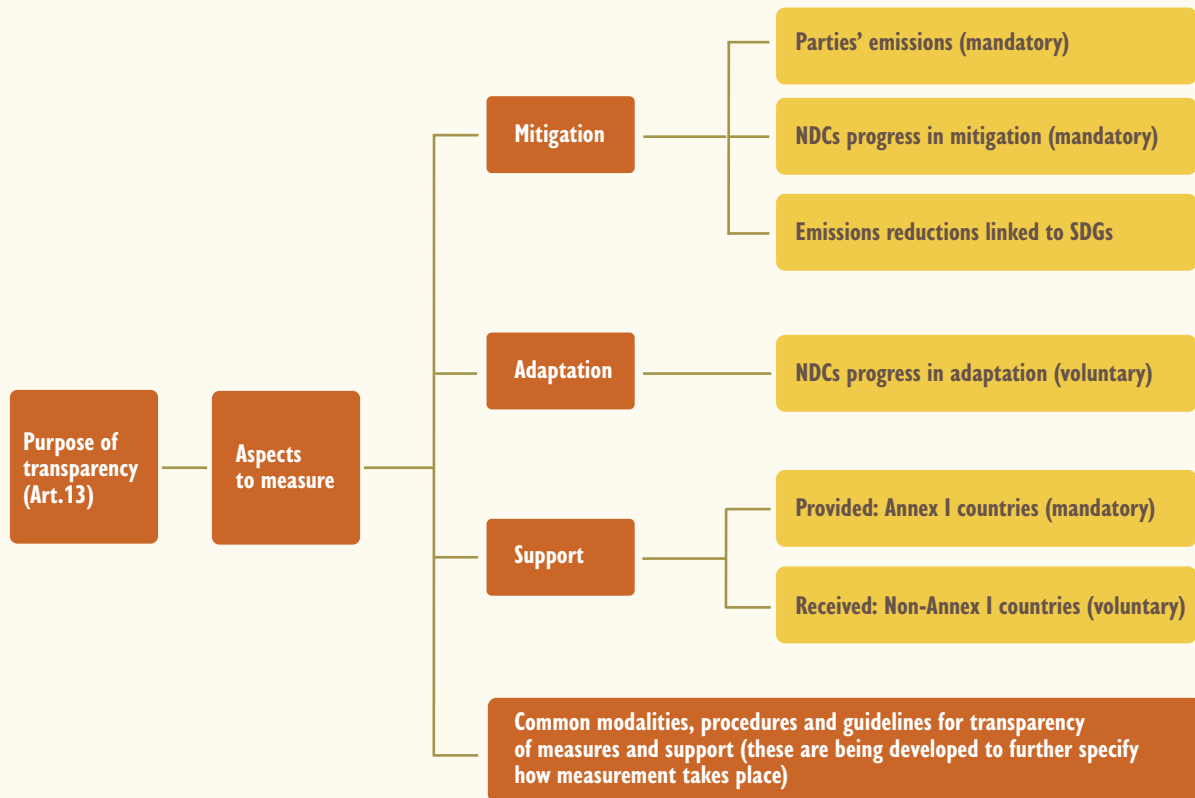 Purpose of
transparency
(Art.13)
Aspects
to measure
Mitigation
Parties’ emissions (mandatory)
NDCs progress in mitigation (mandatory)
Emissions reductions linked to SDGs
Adaptation
NDCs progress in adaptation (voluntary)
Support
Provided: Annex I countries (mandatory)
Received: Non-Annex I countries (voluntary)
Common modalities, procedures and guidelines for transparency
of measures and support (these are being developed to further specify
how measurement takes place)